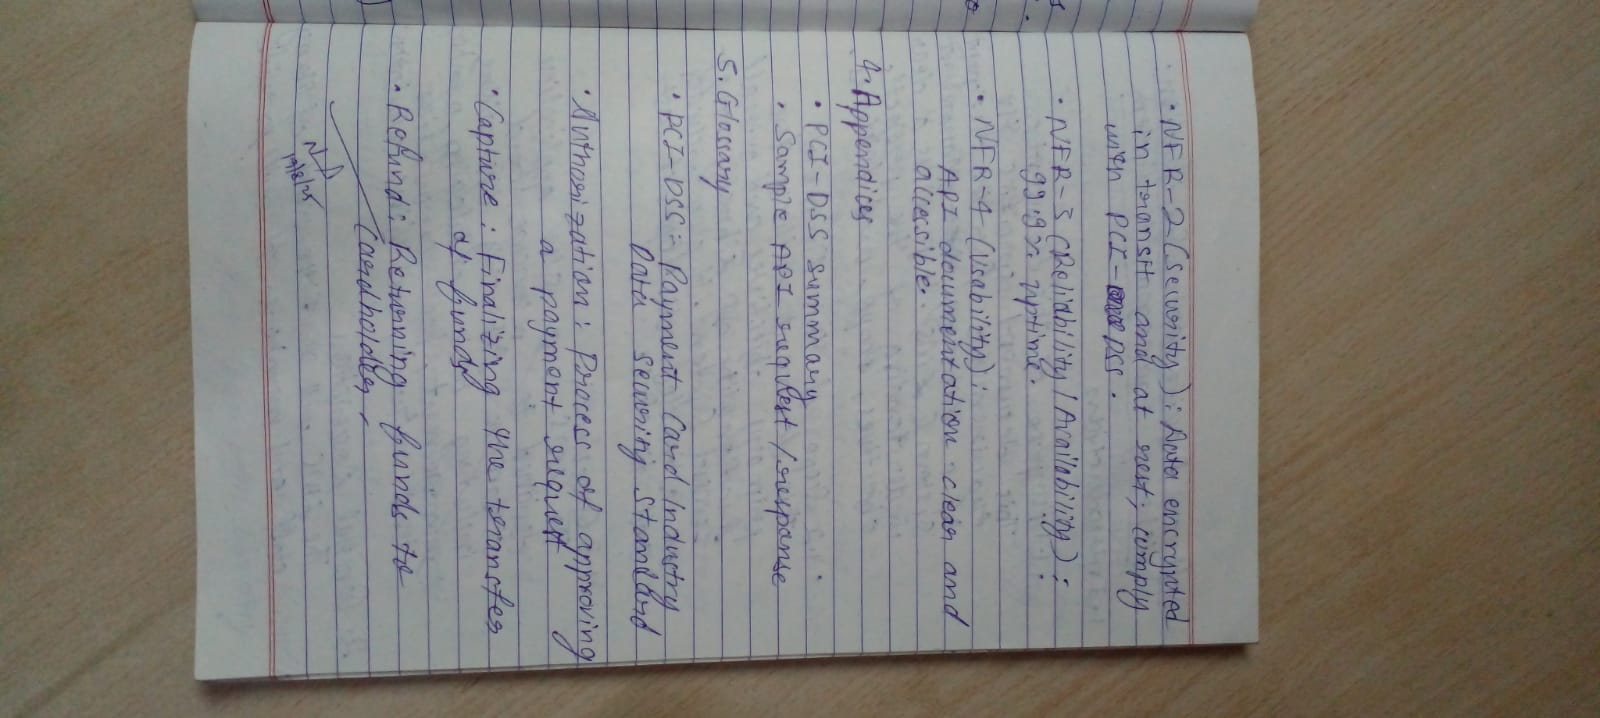 • NFR-2 (security): Data encrypted
in transit and at rest; comply
with PCI-DSS.
• NFR-3 (Reliability/Availability):
99.9% uptime.
• NFR-4 (Usability):
API documentation clear and
accessible.
4. Appendices
• PCI-DSS summary
• Sample API request/response
5. Glossary
• PCI-DSS: Payment Card Industry
Data Security Standard
• Authorization: Process of approving
a payment request
• Capture: Finalizing the transfer
of funds
• Refund: Returning funds to
Cardholder.